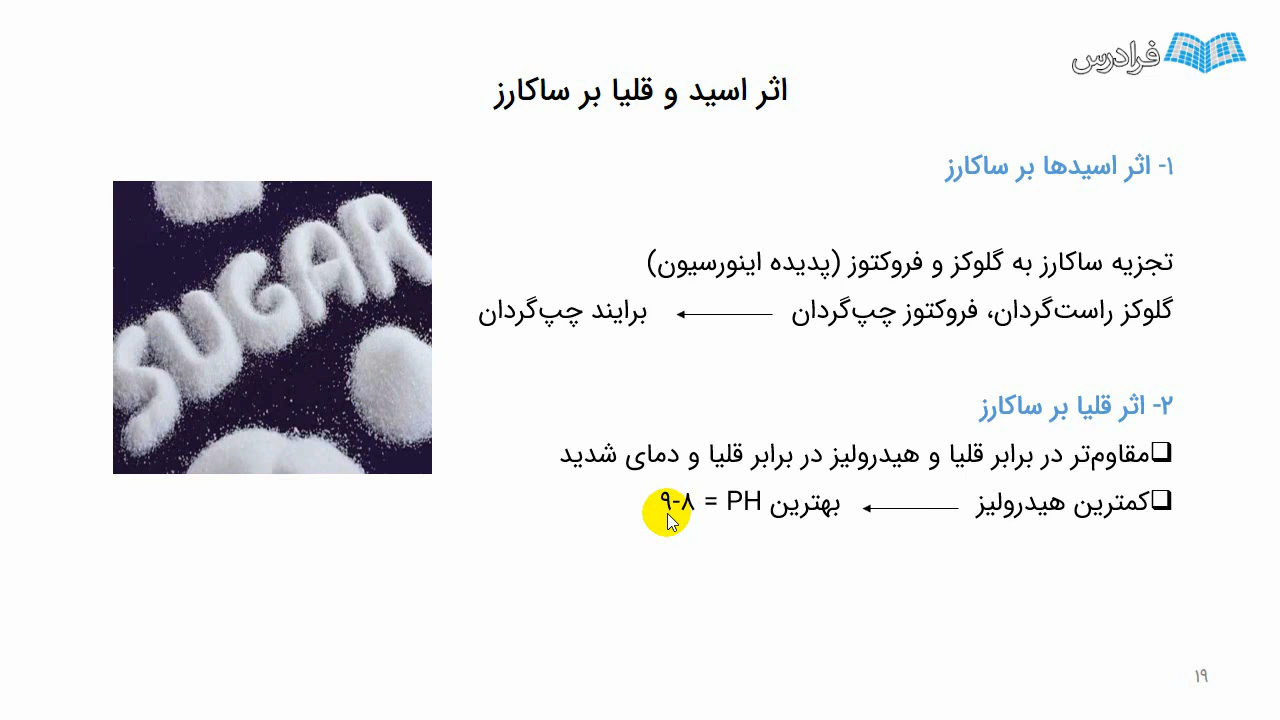 فرادرس
اثر اسید و قلیا بر ساکارز
۱- اثر اسیدها بر ساکارز
تجزیه ساکارز به گلوکز و فروکتوز (پدیده اینورسیون)
گلوکز راست‌گردان، فروکتوز چپ‌گردان ← برایند چپ‌گردان
SUGAR
۲- اثر قلیا بر ساکارز
❑مقاوم‌تر در برابر قلیا و هیدرولیز در برابر قلیا و دمای شدید
❑کمترین هیدرولیز ← بهترین PH = ۸-۹
۱۹